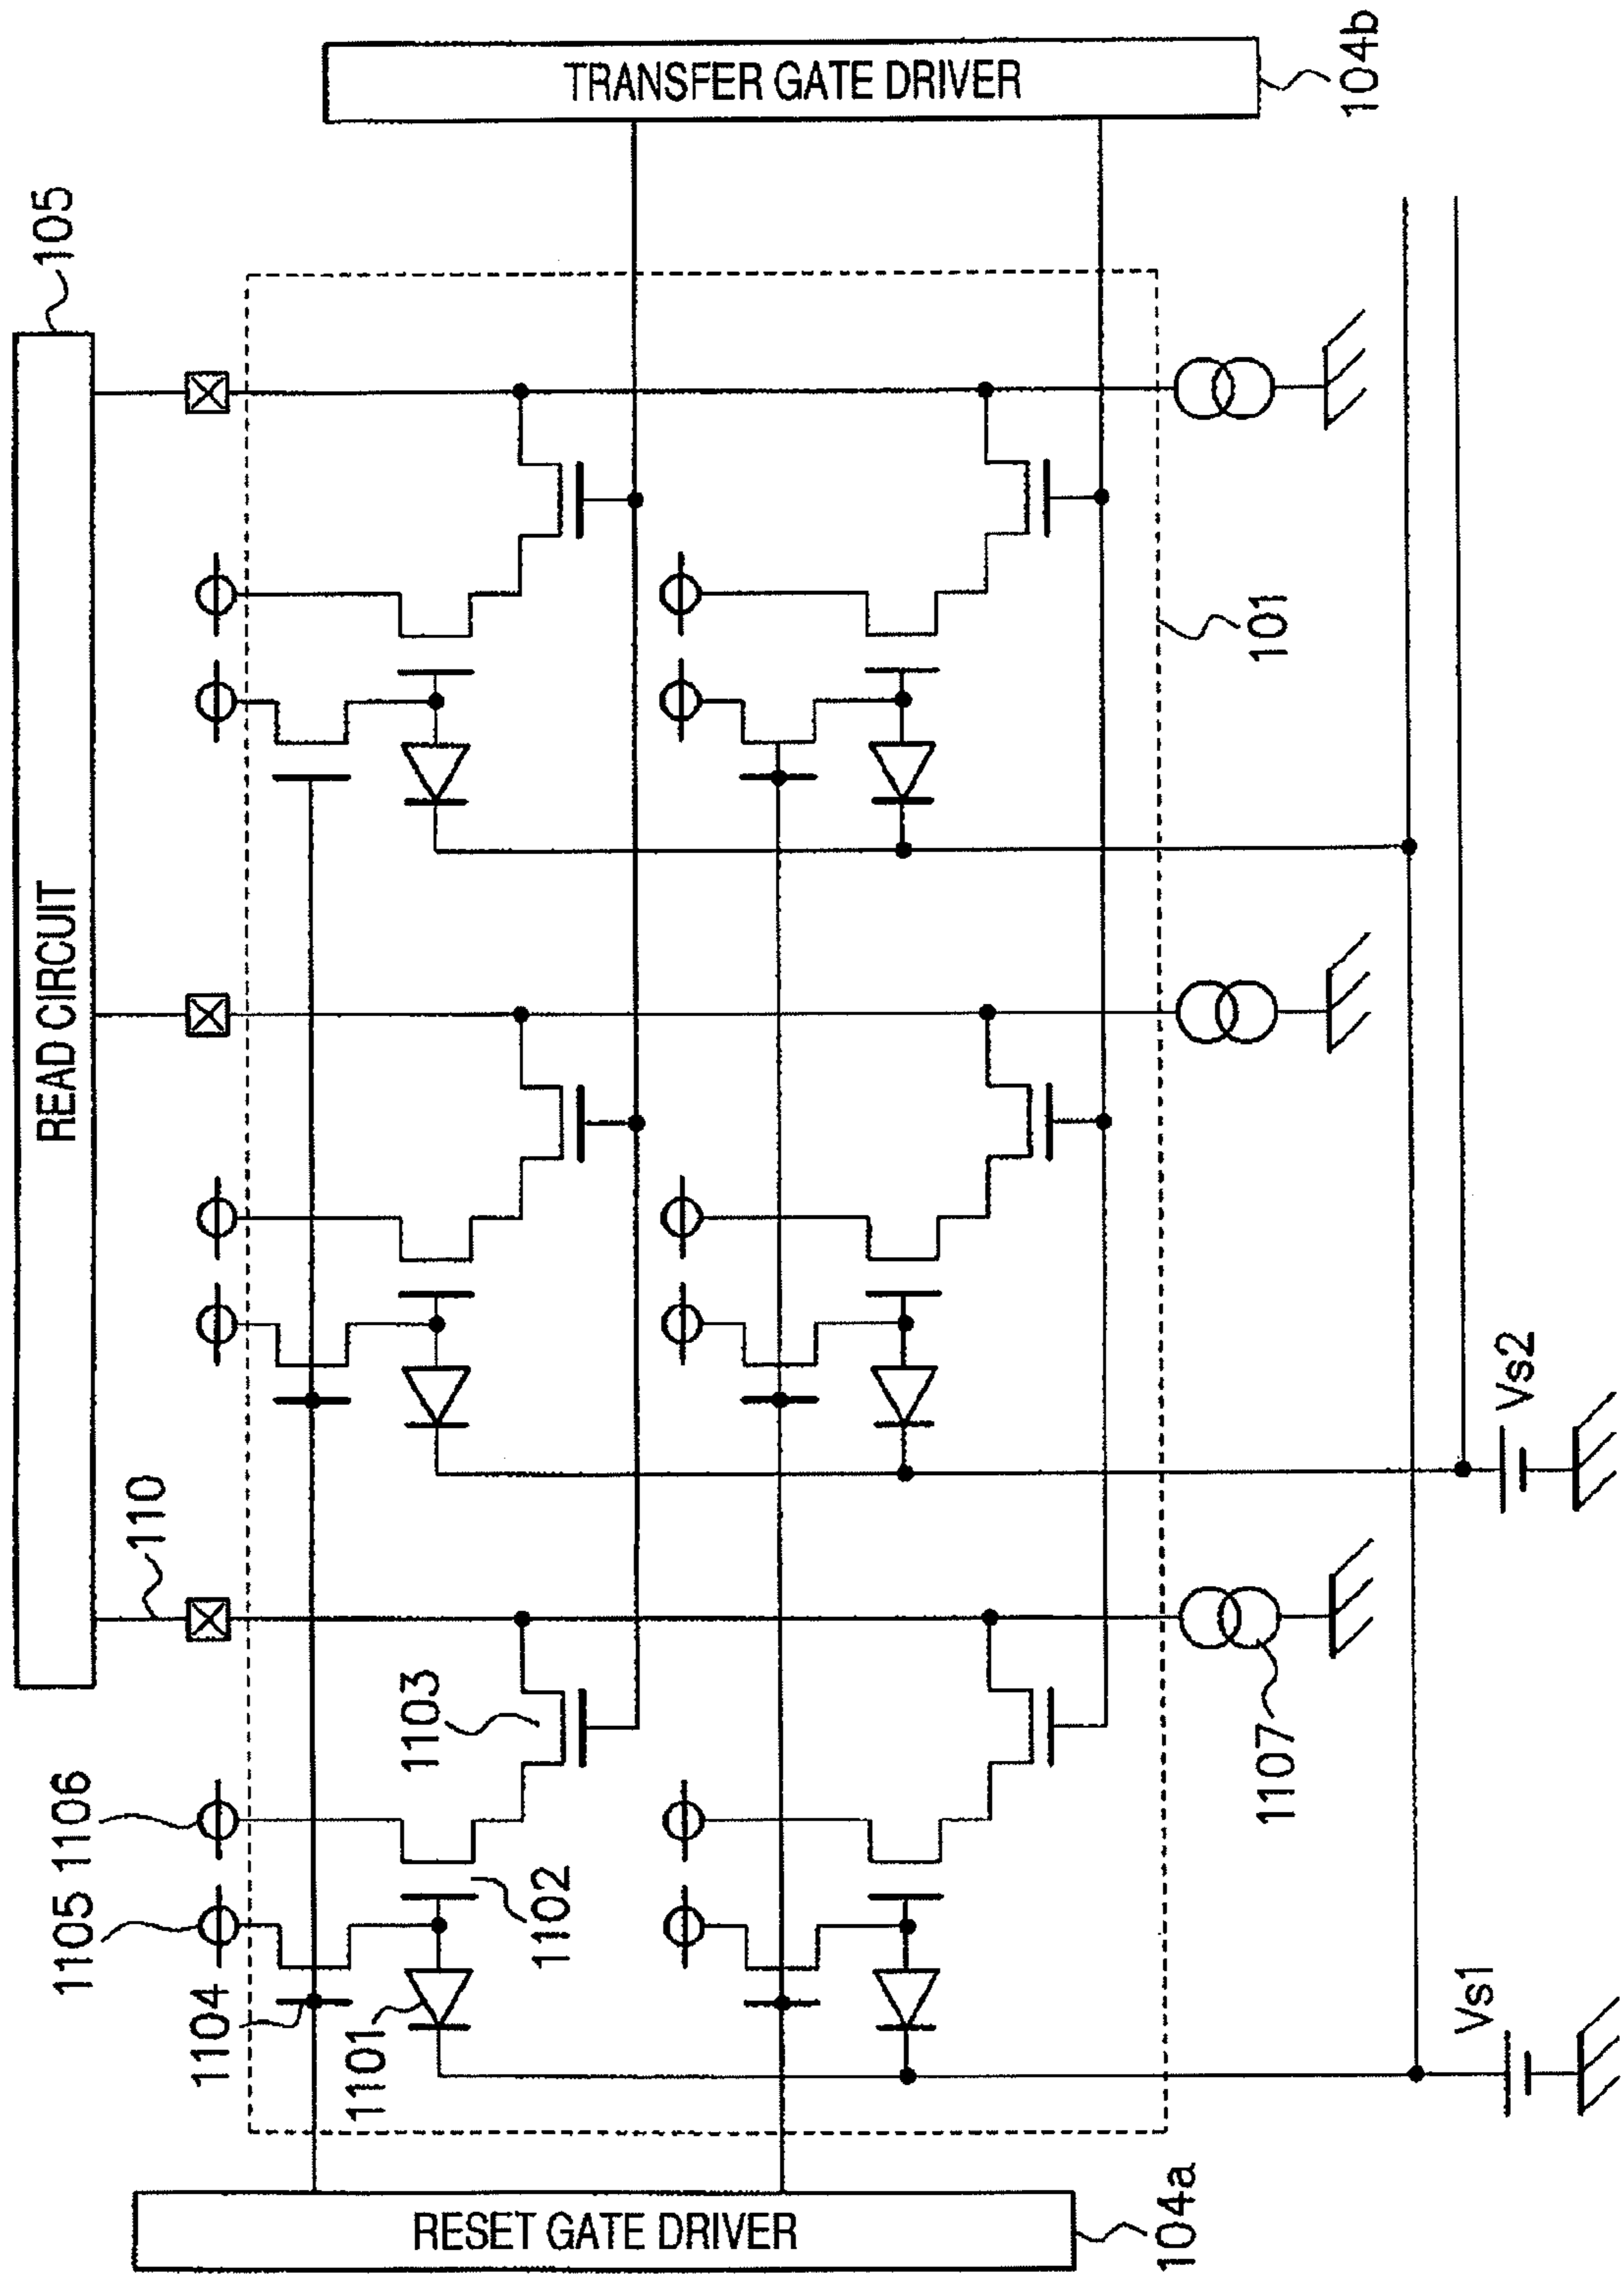 READ CIRCUIT
105
110
1105
1106
1104
1101
1102
1103
RESET GATE DRIVER
104a
TRANSFER GATE DRIVER
104b
101
1107
Vs1
Vs2